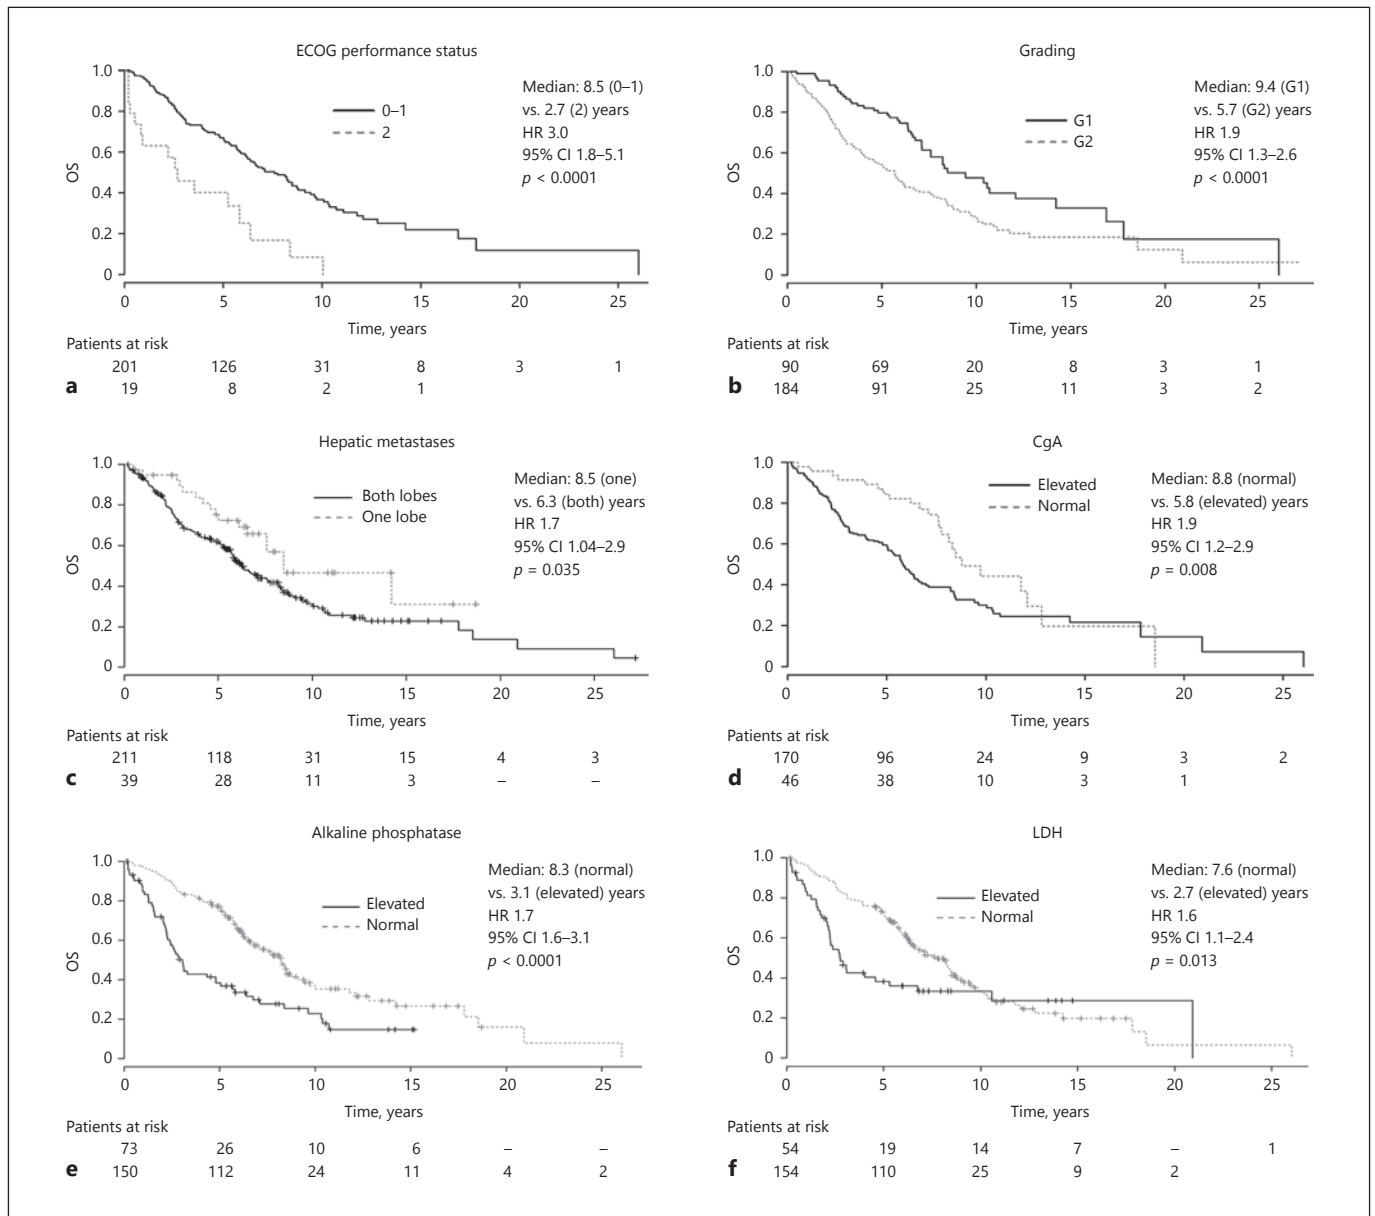 ECOG performance status
1.0
0.8
0.6
0.4
0.2
0
OS
0–1
2
Median: 8.5 (0–1)
vs. 2.7 (2) years
HR 3.0
95% CI 1.8–5.1
p < 0.0001
0 5 10 15 20 25
Time, years
Patients at risk
201 126 31 8 3 1
19 8 2 1
a
Grading
1.0
0.8
0.6
0.4
0.2
0
OS
G1
G2
Median: 9.4 (G1)
vs. 5.7 (G2) years
HR 1.9
95% CI 1.3–2.6
p < 0.0001
0 5 10 15 20 25
Time, years
Patients at risk
90 69 20 8 3 1
184 91 25 11 3 2
b
Hepatic metastases
1.0
0.8
0.6
0.4
0.2
0
OS
Both lobes
One lobe
Median: 8.5 (one)
vs. 6.3 (both) years
HR 1.7
95% CI 1.04–2.9
p = 0.035
0 5 10 15 20 25
Time, years
Patients at risk
211 118 31 15 4 3
39 28 11 3 – –
c
CgA
1.0
0.8
0.6
0.4
0.2
0
OS
Elevated
Normal
Median: 8.8 (normal)
vs. 5.8 (elevated) years
HR 1.9
95% CI 1.2–2.9
p = 0.008
0 5 10 15 20 25
Time, years
Patients at risk
170 96 24 9 3 2
46 38 10 3 1
d
Alkaline phosphatase
1.0
0.8
0.6
0.4
0.2
0
OS
Elevated
Normal
Median: 8.3 (normal)
vs. 3.1 (elevated) years
HR 1.7
95% CI 1.6–3.1
p < 0.0001
0 5 10 15 20 25
Time, years
Patients at risk
73 26 10 6 – –
150 112 24 11 4 2
e
LDH
1.0
0.8
0.6
0.4
0.2
0
OS
Elevated
Normal
Median: 7.6 (normal)
vs. 2.7 (elevated) years
HR 1.6
95% CI 1.1–2.4
p = 0.013
0 5 10 15 20 25
Time, years
Patients at risk
54 19 14 7 – 1
154 110 25 9 2
f